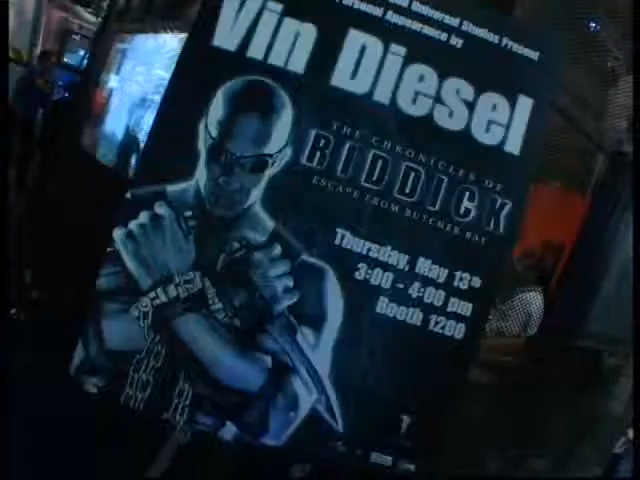 and Universal Studios Present
Personal Appearance by
Vin Diesel
THE CHRONICLES OF
RIDDICK
ESCAPE FROM BUTCHER BAY
Thursday, May 13th
3:00 - 4:00 pm
Booth 1200